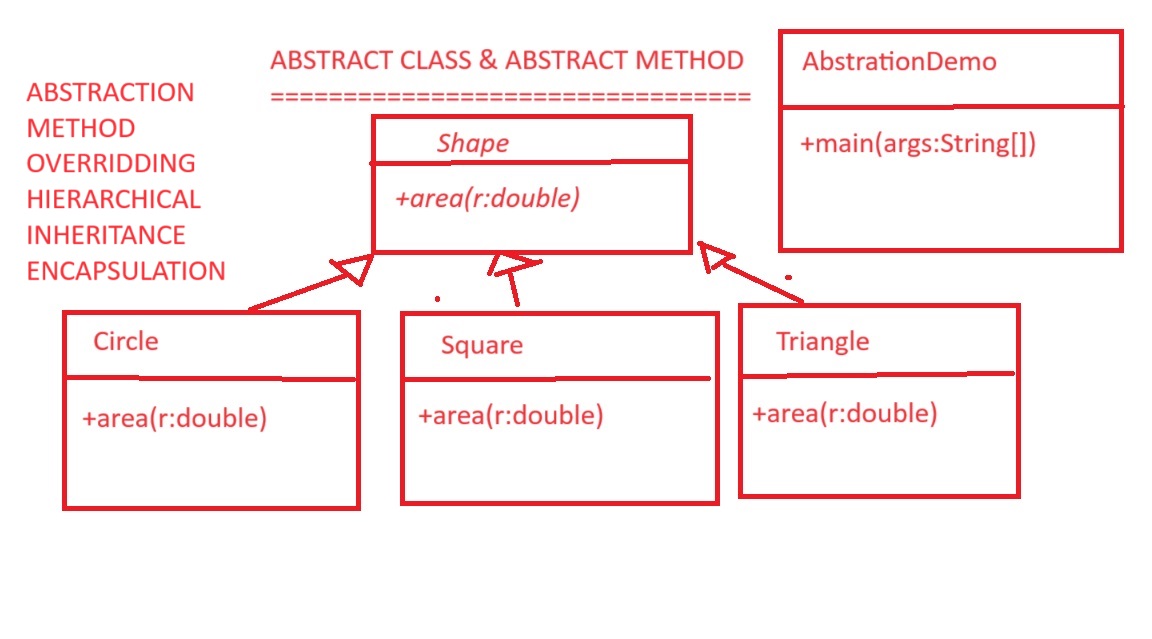 ABSTRACT CLASS & ABSTRACT METHOD
=================================
ABSTRACTION
METHOD
OVERRIDDING
HIERARCHICAL
INHERITANCE
ENCAPSULATION
Shape
+area(r:double)
AbstrationDemo
+main(args:String[])
Circle
+area(r:double)
Square
+area(r:double)
Triangle
+area(r:double)